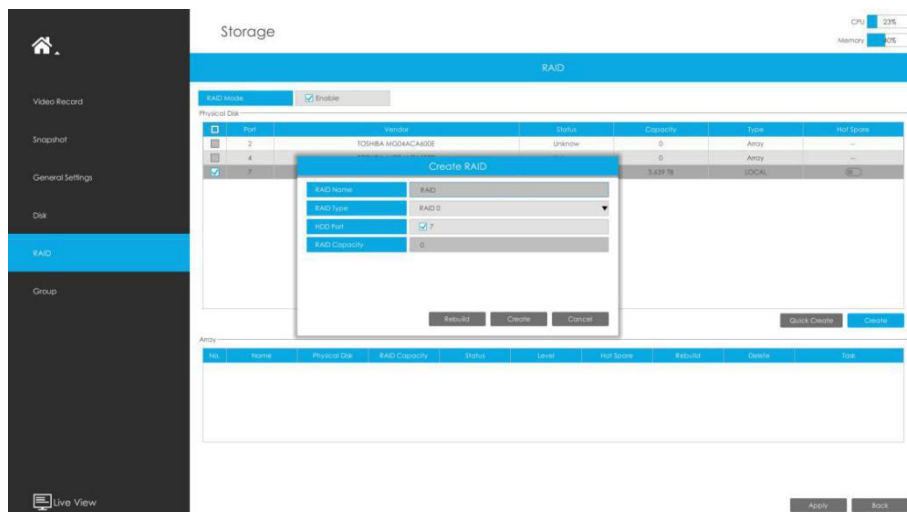 Storage
CPU 23%
Memory 40%
RAID
Video Record
Snapshot
General Settings
Disk
RAID
Group
Live View
RAID Mode Enable
Physical Disk
Port Vendor Status Capacity Type Hot Spare
2 TOSHIBA MG04ACA600E Unknow 0 Array --
4 0 Array --
7 3.639 TB LOCAL
Create RAID
RAID Name RAID
RAID Type RAID 0
HDD Port 7
RAID Capacity 0
Rebuild Create Cancel
Quick Create Create
Array
No. Name Physical Disk RAID Capacity Status Level Hot Spare Rebuild Delete Task
Apply Back